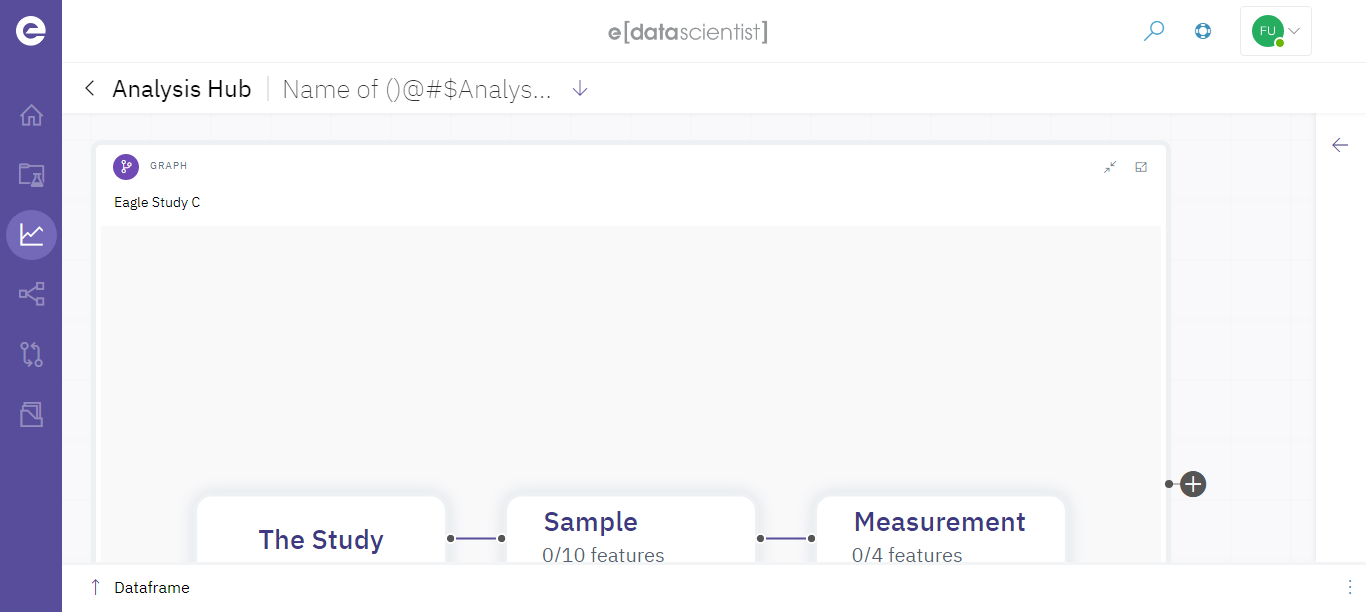 e[datascientist]
FU
Analysis Hub
Name of ()@#$Analys...
GRAPH
Eagle Study C
The Study
Sample
0/10 features
Measurement
0/4 features
Dataframe